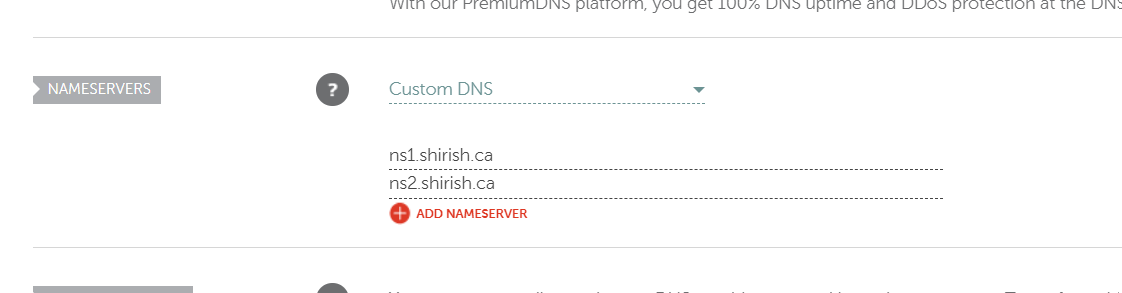 With our PremiumDNS platform, you get 100% DNS uptime and DDoS protection at the DNS
NAMESERVERS
?
Custom DNS
ns1.shirish.ca
ns2.shirish.ca
ADD NAMESERVER